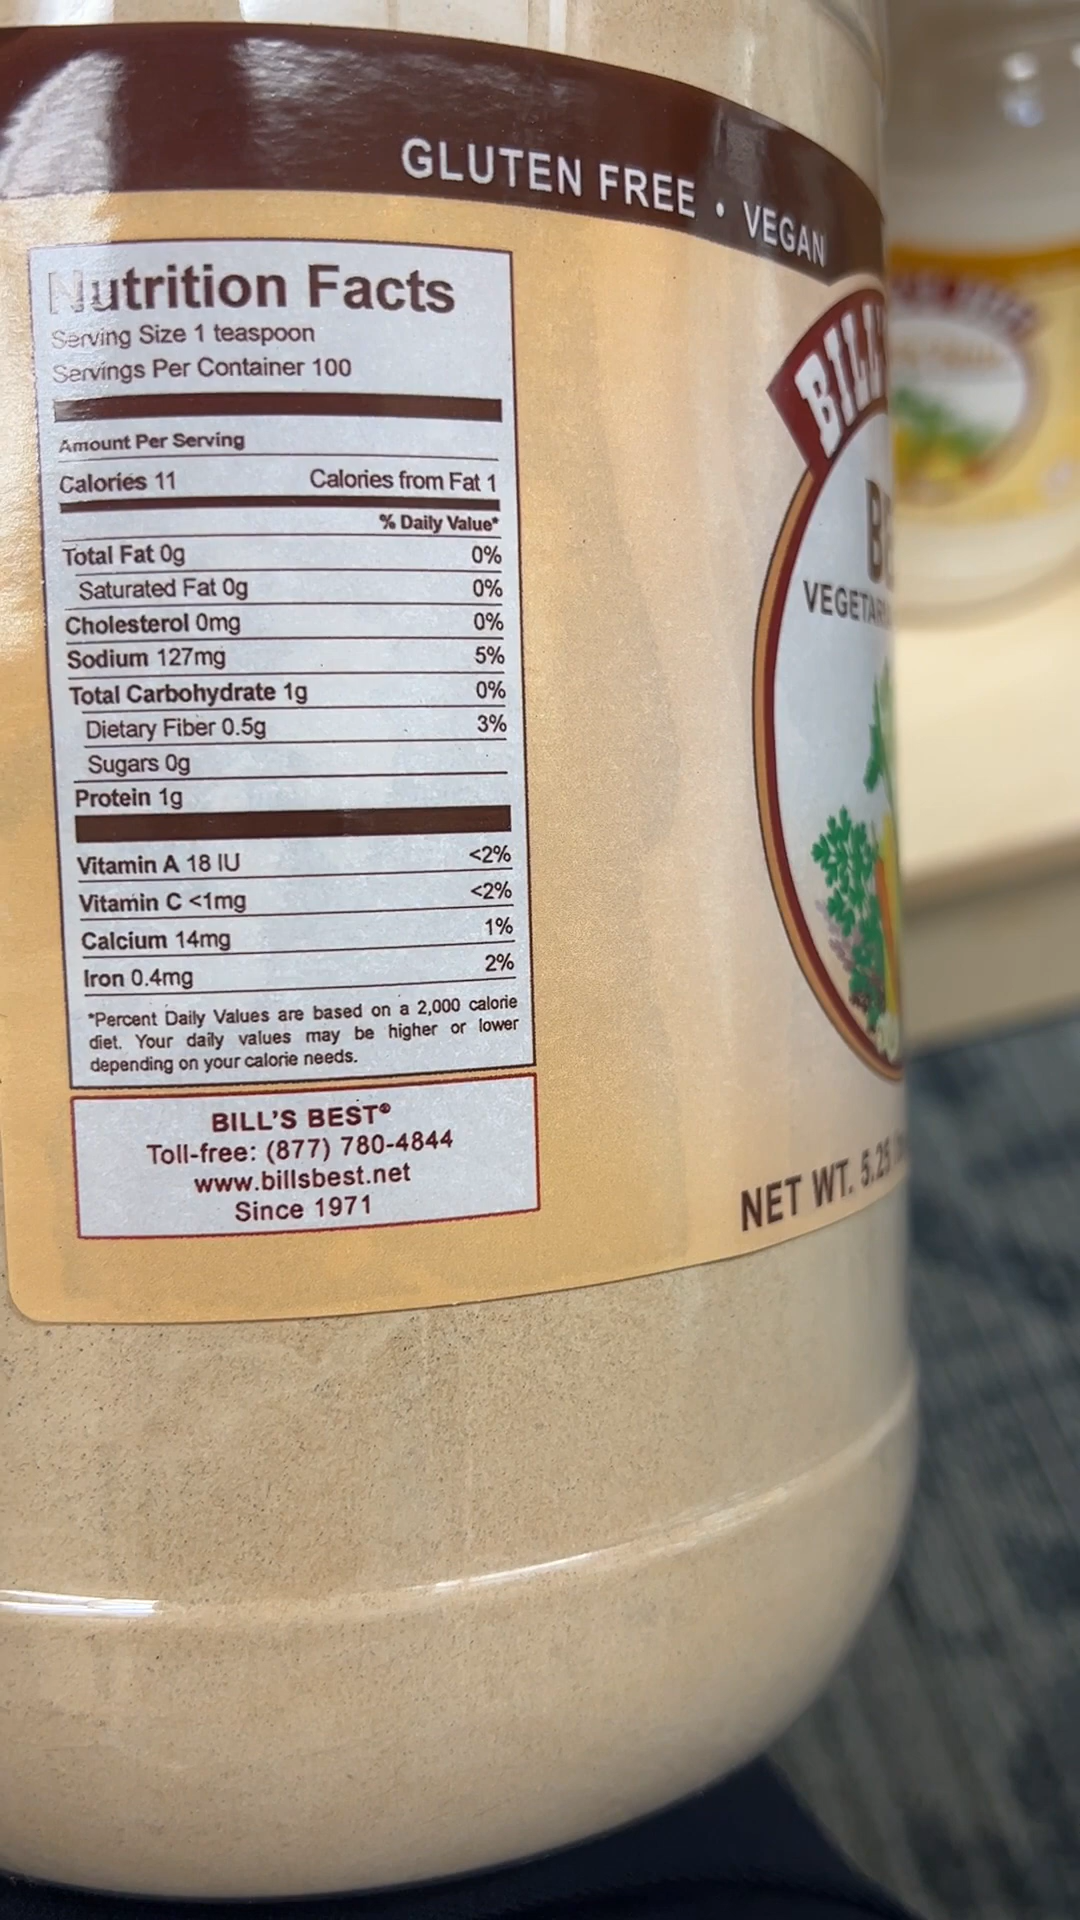 GLUTEN FREE • VEGAN
Nutrition Facts
Serving Size 1 teaspoon
Servings Per Container 100
Amount Per Serving
Calories 11 Calories from Fat 1
% Daily Value*
Total Fat 0g 0%
Saturated Fat 0g 0%
Cholesterol 0mg 0%
Sodium 127mg 5%
Total Carbohydrate 1g 0%
Dietary Fiber 0.5g 3%
Sugars 0g
Protein 1g
Vitamin A 18 IU <2%
Vitamin C <1mg <2%
Calcium 14mg 1%
Iron 0.4mg 2%
*Percent Daily Values are based on a 2,000 calorie
diet. Your daily values may be higher or lower
depending on your calorie needs.
BILL'S BEST®
Toll-free: (877) 780-4844
www.billsbest.net
Since 1971
BILL'
NET WT. 5.25